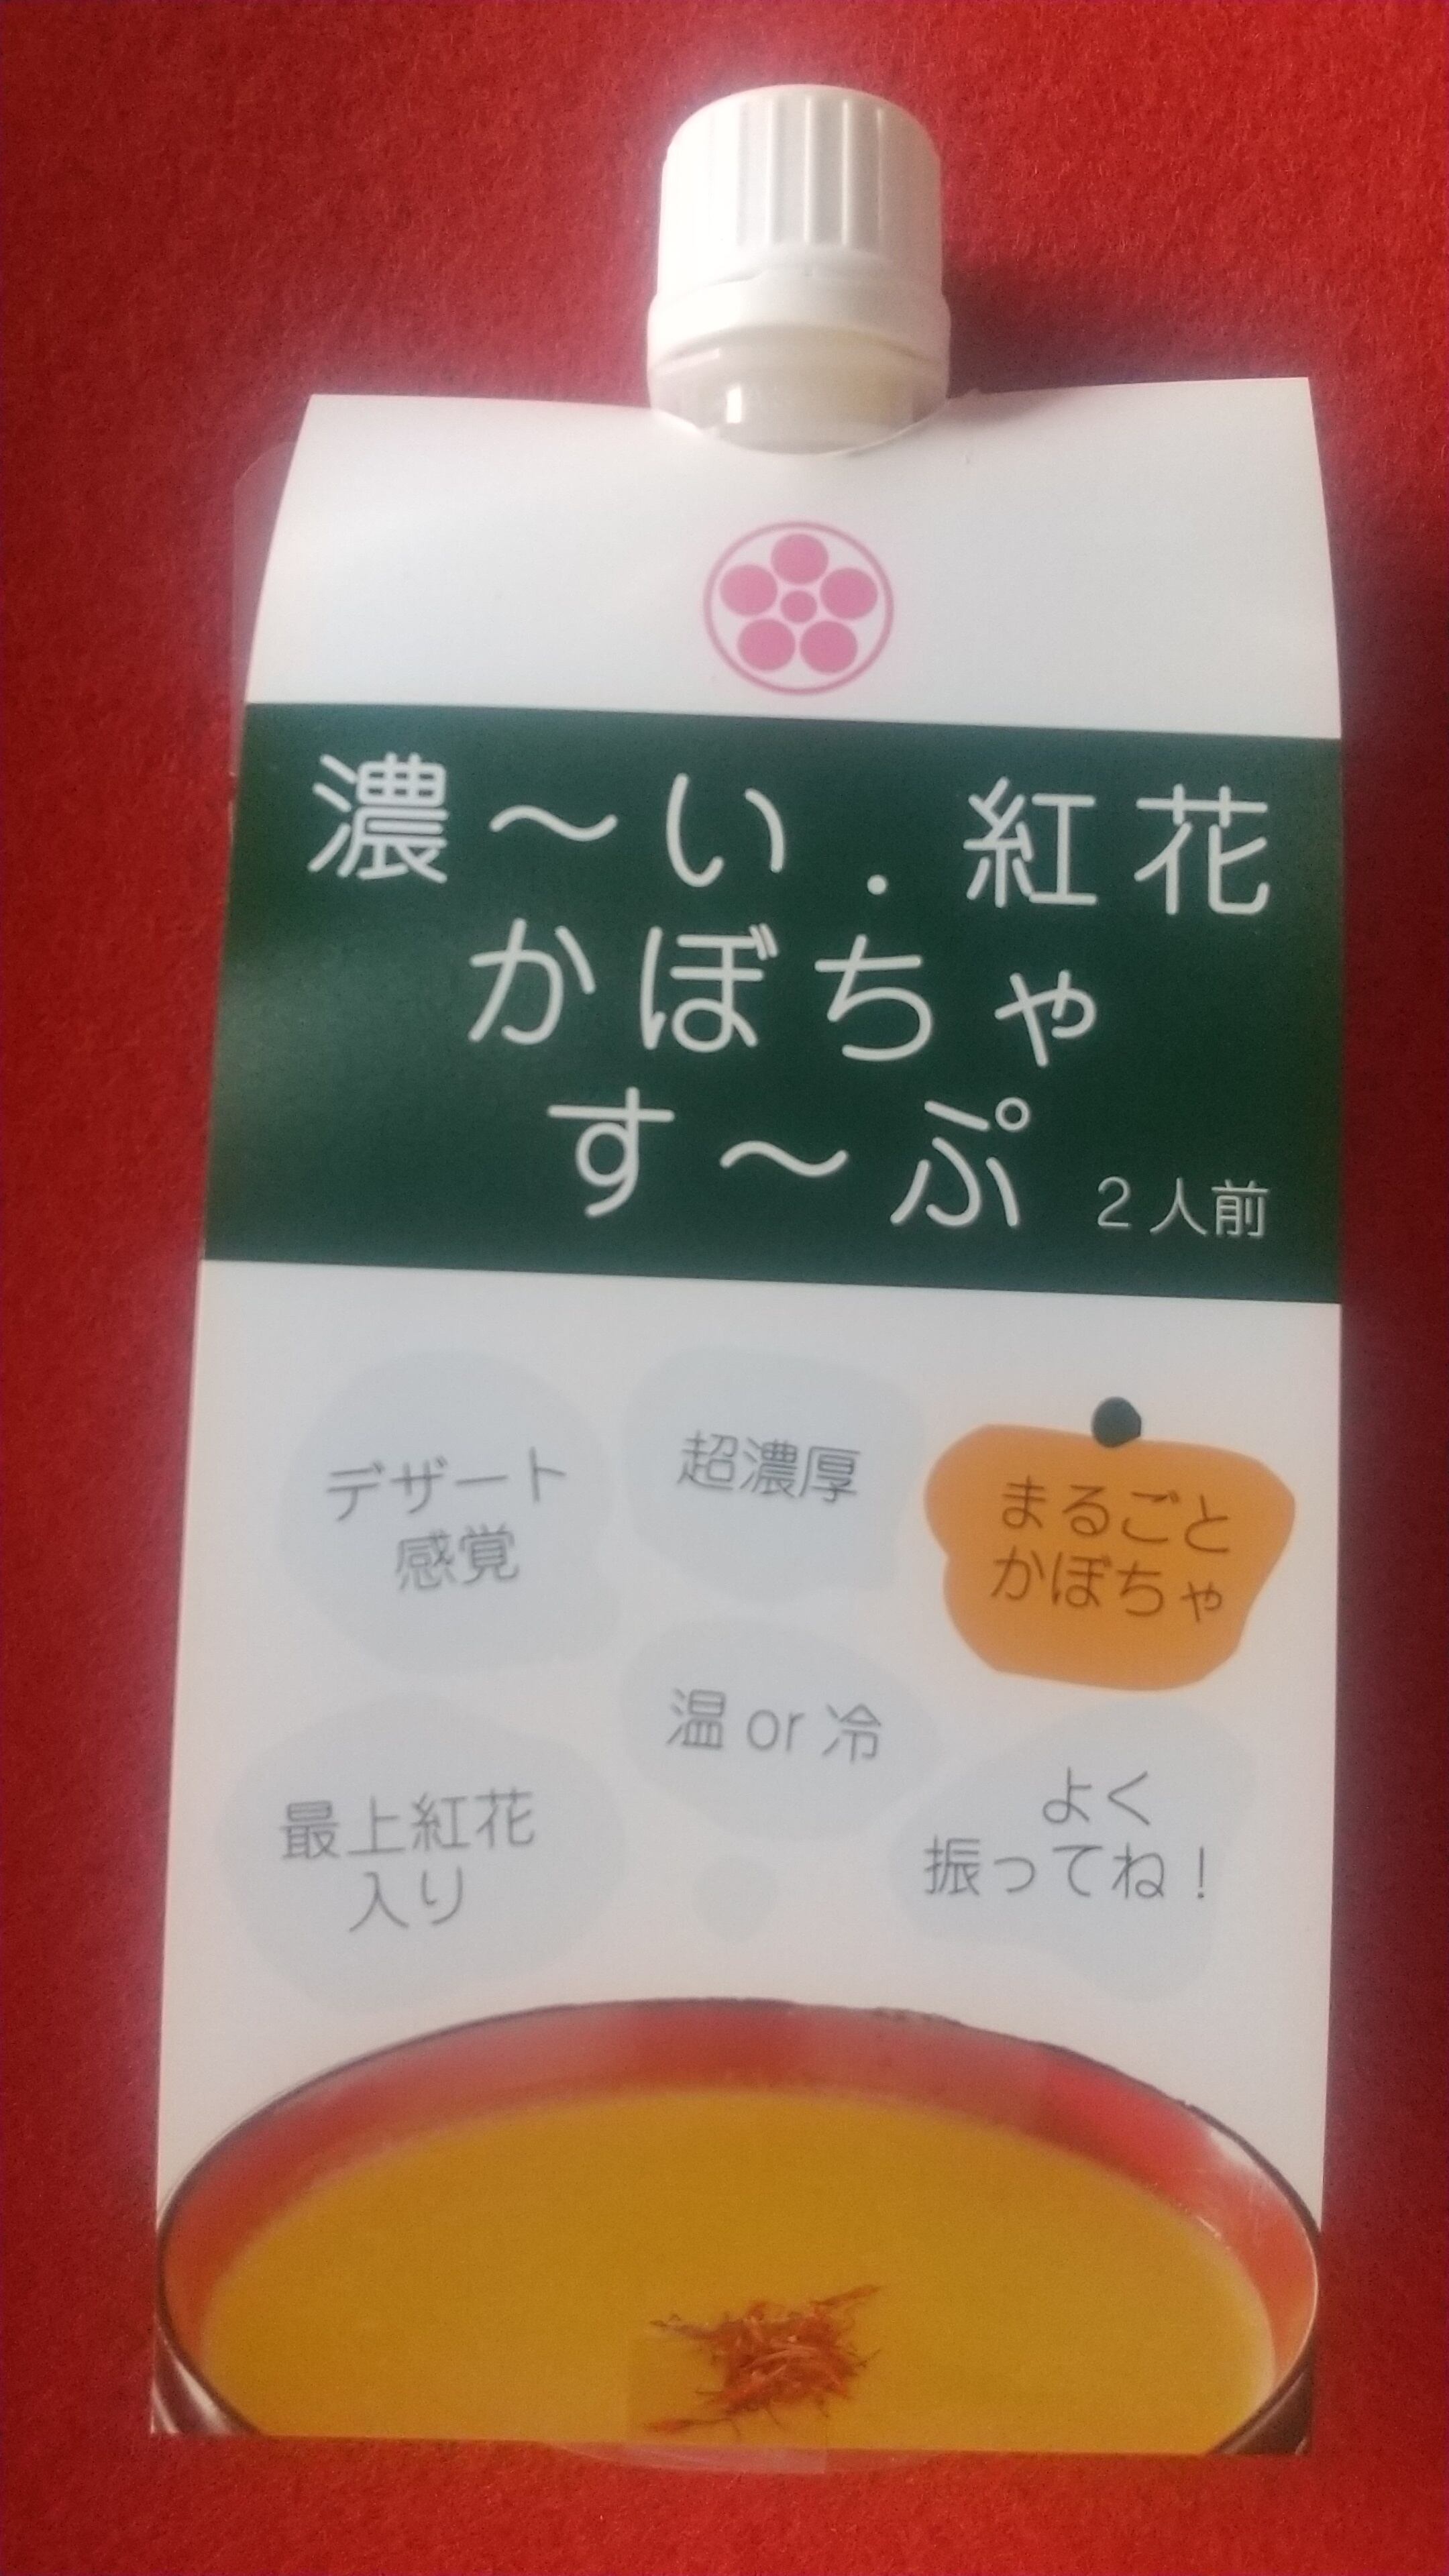 濃～い．紅花
かぼちゃ
す～ぷ 2人前
デザート
感覚
超濃厚
まるごと
かぼちゃ
温or冷
最上紅花
入り
よく
振ってね！